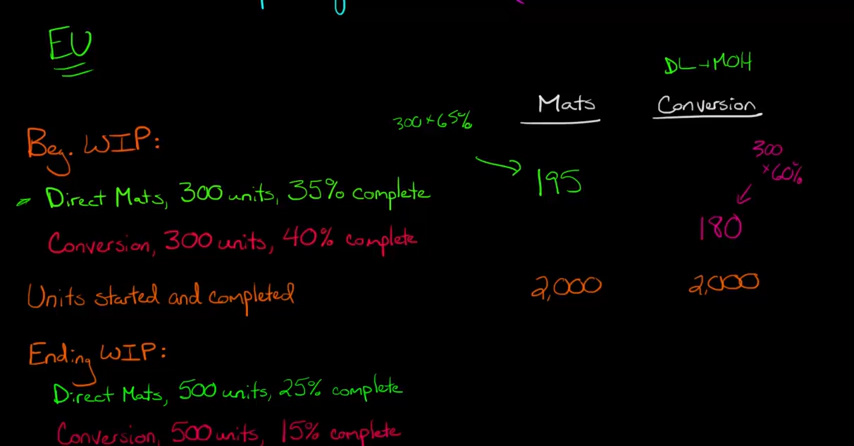 EU
DL + MOH
Mats Conversion
300 × 65%
Beg. WIP:
300
× 60%
Direct Mats, 300 units, 35% complete 195
Conversion, 300 units, 40% complete 180
Units started and completed 2,000 2,000
Ending WIP:
Direct Mats, 500 units, 25% complete
Conversion, 500 units, 15% complete